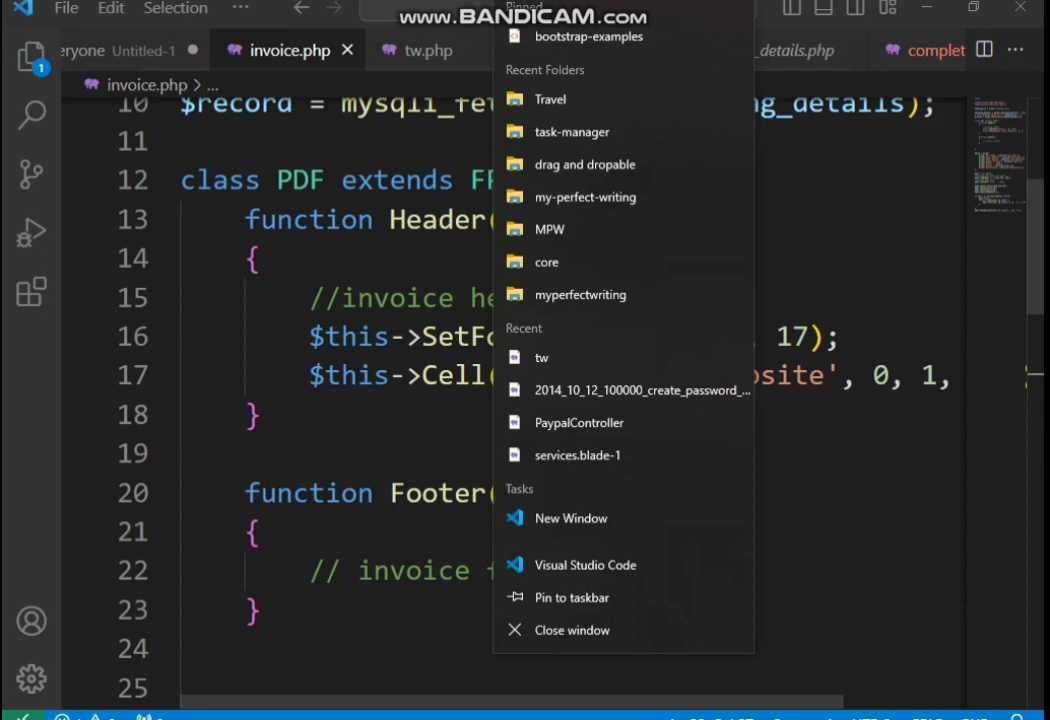 File Edit Selection ···
www.BANDICAM.com
eryone Untitled-1 ●
invoice.php
tw.php
_details.php
complet
invoice.php > ...
1
10 $record = mysqli_fe
g_details);
11
12 class PDF extends
13 function Header(
14 {
15 //invoice he
16 $this->SetFo
17);
17 $this->Cell(
site', 0, 1,
18 }
19
20 function Footer(
21 {
22 // invoice
23 }
24
25
Pinned
bootstrap-examples
Recent Folders
Travel
task-manager
drag and dropable
my-perfect-writing
MPW
core
myperfectwriting
Recent
tw
2014_10_12_100000_create_password_...
PaypalController
services.blade-1
Tasks
New Window
Visual Studio Code
Pin to taskbar
Close window